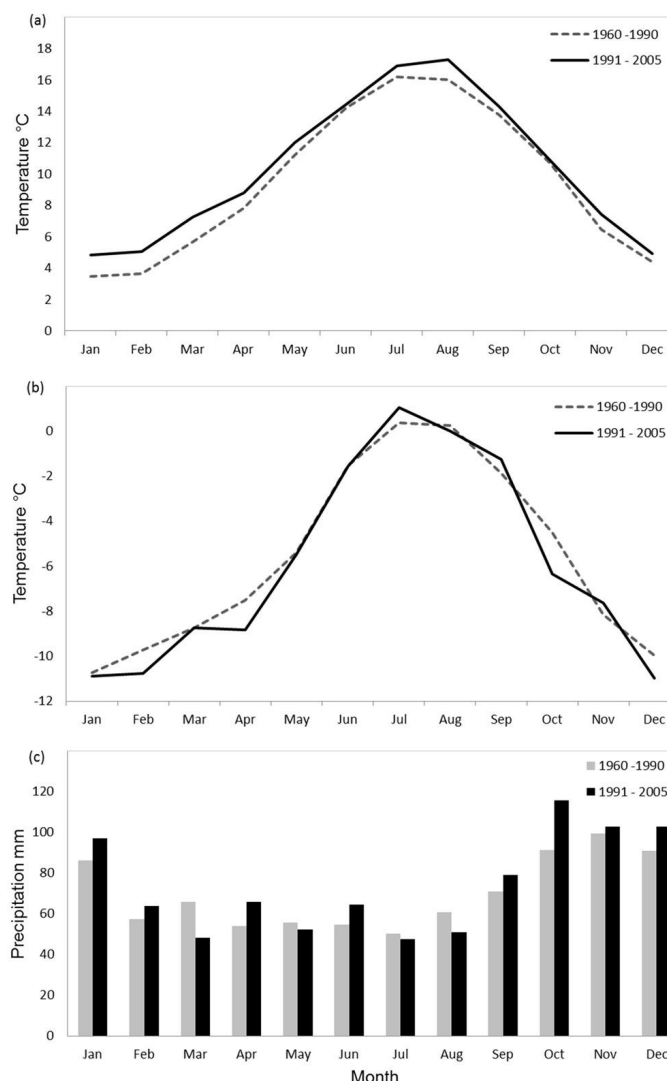 (a)
20
18
16
14
12
10
8
6
4
2
0
Temperature °C
1960 -1990
1991 - 2005
Jan Feb Mar Apr May Jun Jul Aug Sep Oct Nov Dec
(b)
0
-2
-4
-6
-8
-10
-12
Temperature °C
1960 -1990
1991 - 2005
Jan Feb Mar Apr May Jun Jul Aug Sep Oct Nov Dec
(c)
120
100
80
60
40
20
0
Precipitation mm
1960 -1990
1991 - 2005
Jan Feb Mar Apr May Jun Jul Aug Sep Oct Nov Dec
Month